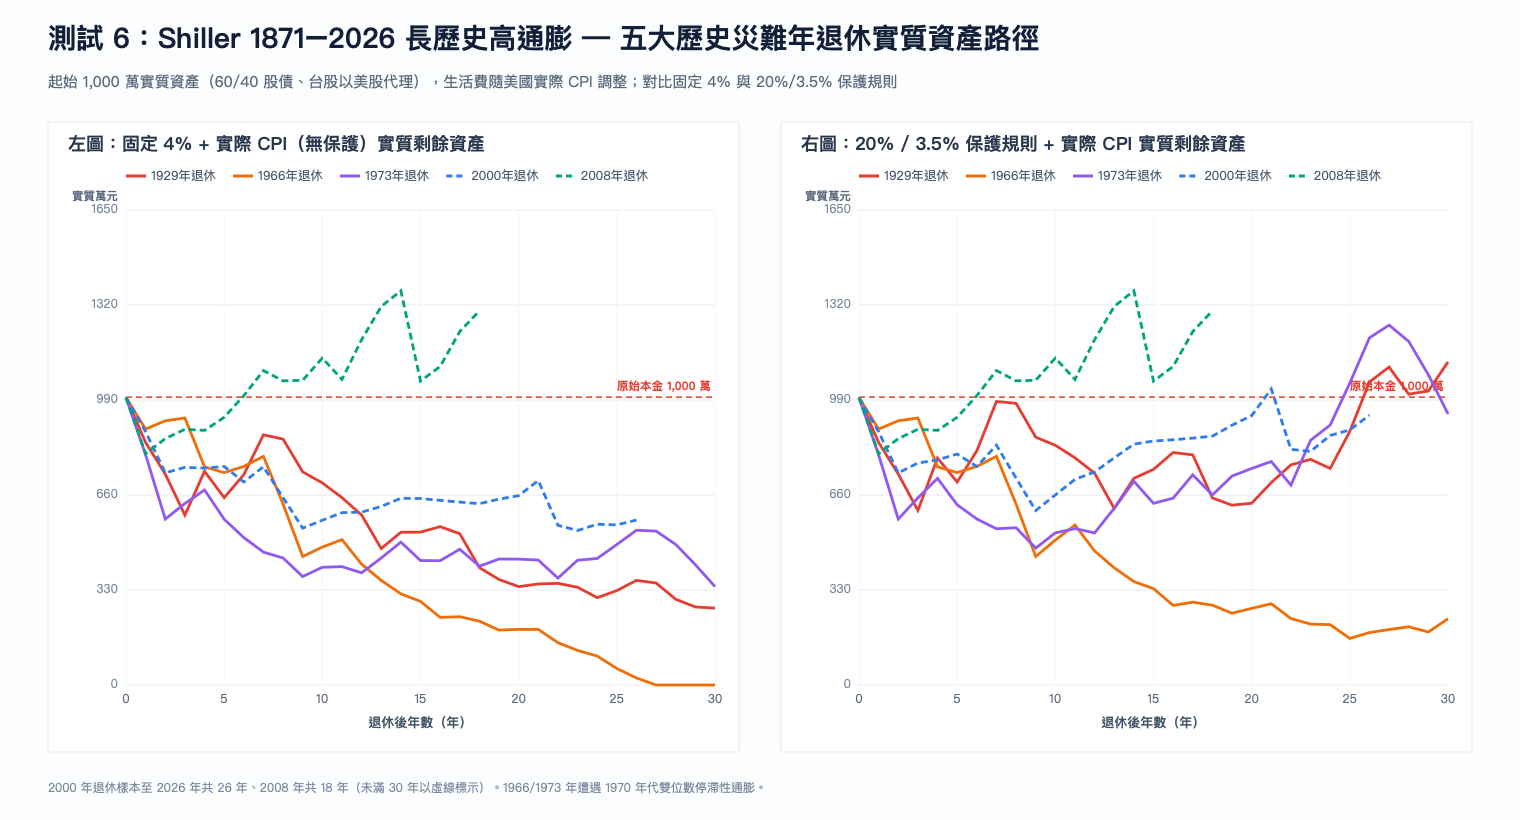 測試 6：Shiller 1871—2026 長歷史高通膨 — 五大歷史災難年退休實質資產路徑
起始 1,000 萬實質資產（60/40 股債、台股以美股代理），生活費隨美國實際 CPI 調整；對比固定 4% 與 20%/3.5% 保護規則
左圖：固定 4% + 實際 CPI（無保護）實質剩餘資產
1929年退休 1966年退休 1973年退休 2000年退休 2008年退休
實質萬元
1650
1320
原始本金 1,000 萬
990
660
330
0
0 5 10 15 20 25 30
退休後年數（年）
右圖：20% / 3.5% 保護規則 + 實際 CPI 實質剩餘資產
1929年退休 1966年退休 1973年退休 2000年退休 2008年退休
實質萬元
1650
1320
原始本金 1,000 萬
990
660
330
0
0 5 10 15 20 25 30
退休後年數（年）
2000 年退休樣本至 2026 年共 26 年、2008 年共 18 年（未滿 30 年以虛線標示）。1966/1973 年遭遇 1970 年代雙位數停滯性通膨。